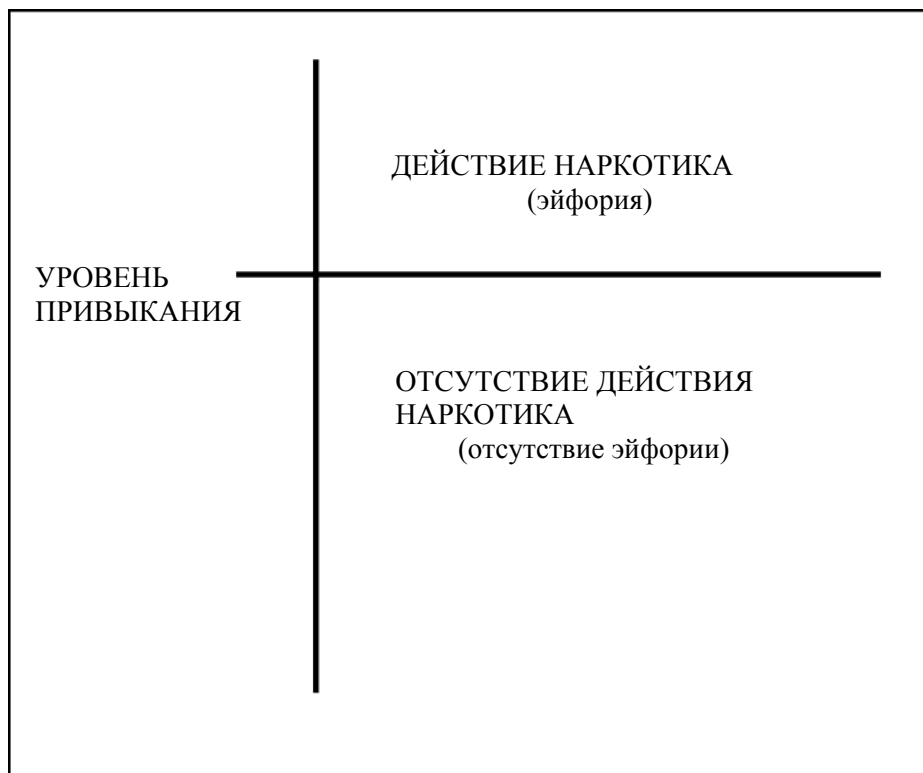 ДЕЙСТВИЕ НАРКОТИКА
(эйфория)
УРОВЕНЬ
ПРИВЫКАНИЯ
ОТСУТСТВИЕ ДЕЙСТВИЯ
НАРКОТИКА
(отсутствие эйфории)